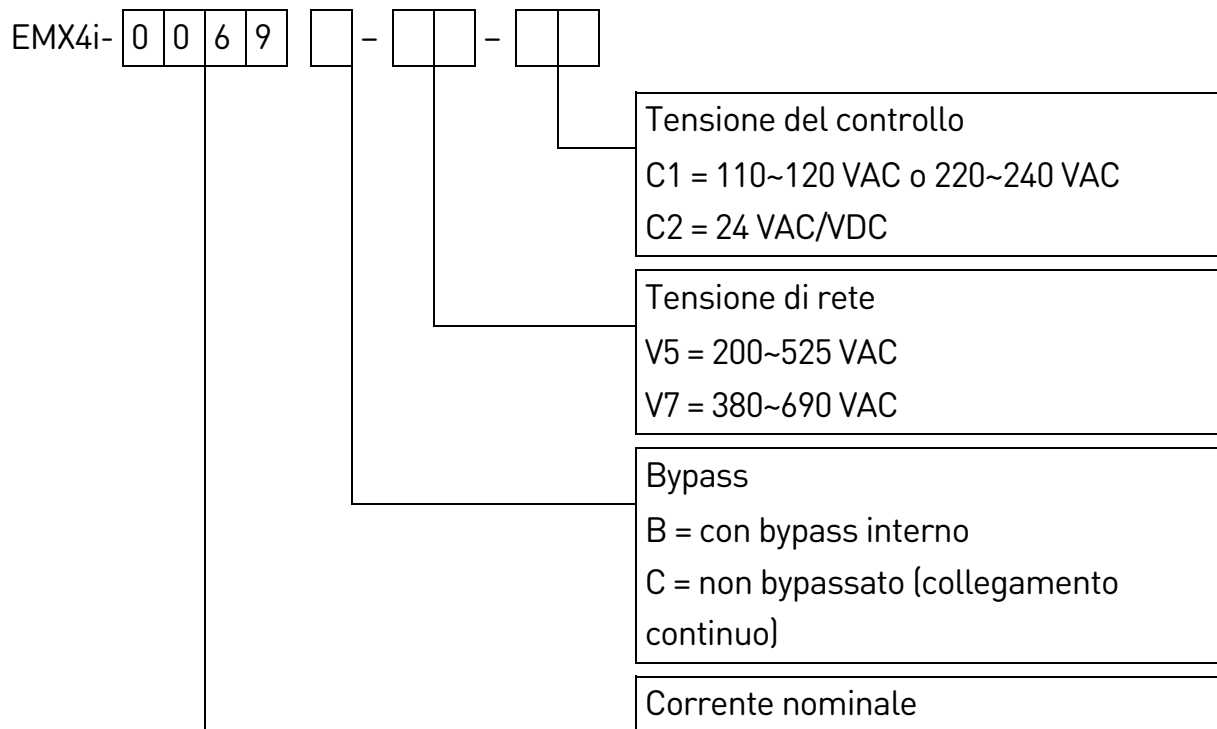 EMX4i- 0 0 6 9 – –
Tensione del controllo
C1 = 110~120 VAC o 220~240 VAC
C2 = 24 VAC/VDC
Tensione di rete
V5 = 200~525 VAC
V7 = 380~690 VAC
Bypass
B = con bypass interno
C = non bypassato (collegamento
continuo)
Corrente nominale